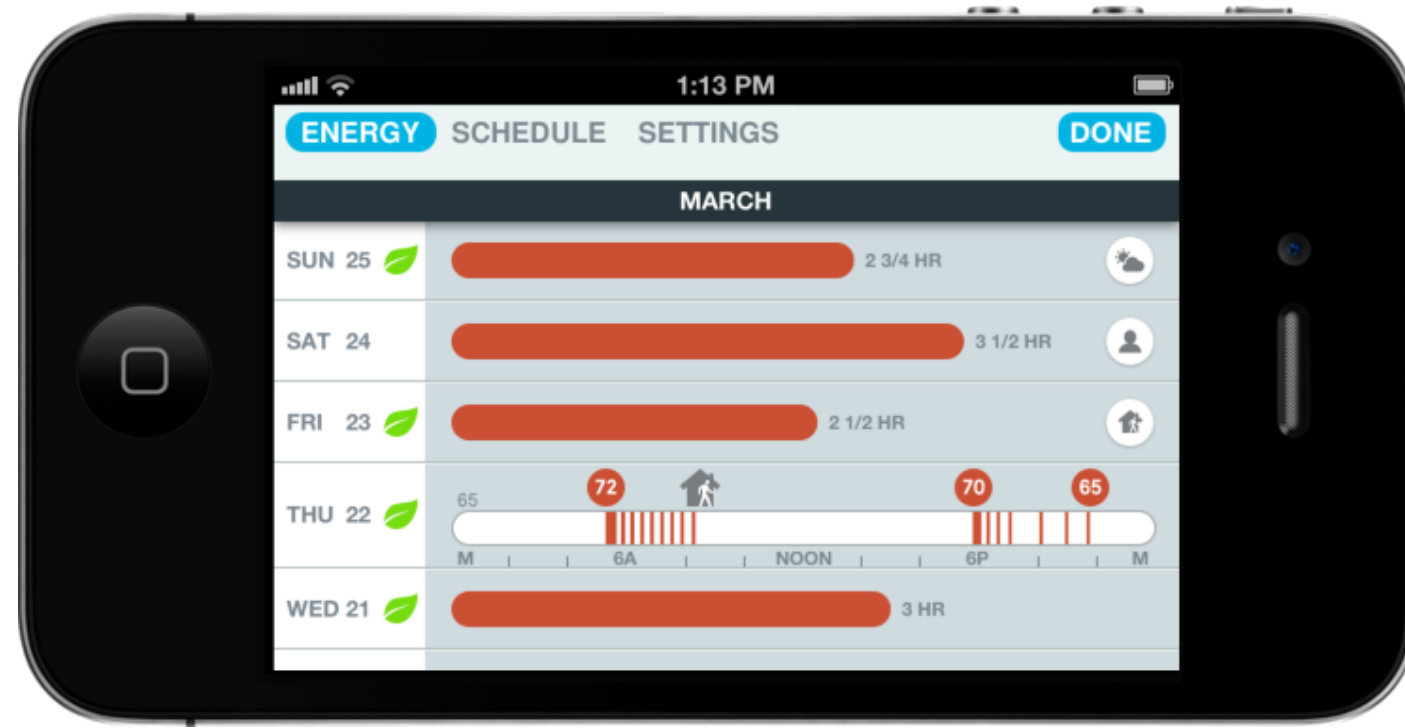 1:13 PM
ENERGY SCHEDULE SETTINGS DONE
MARCH
SUN 25 2 3/4 HR
SAT 24 3 1/2 HR
FRI 23 2 1/2 HR
THU 22 65 72 70 65
M 6A NOON 6P M
WED 21 3 HR